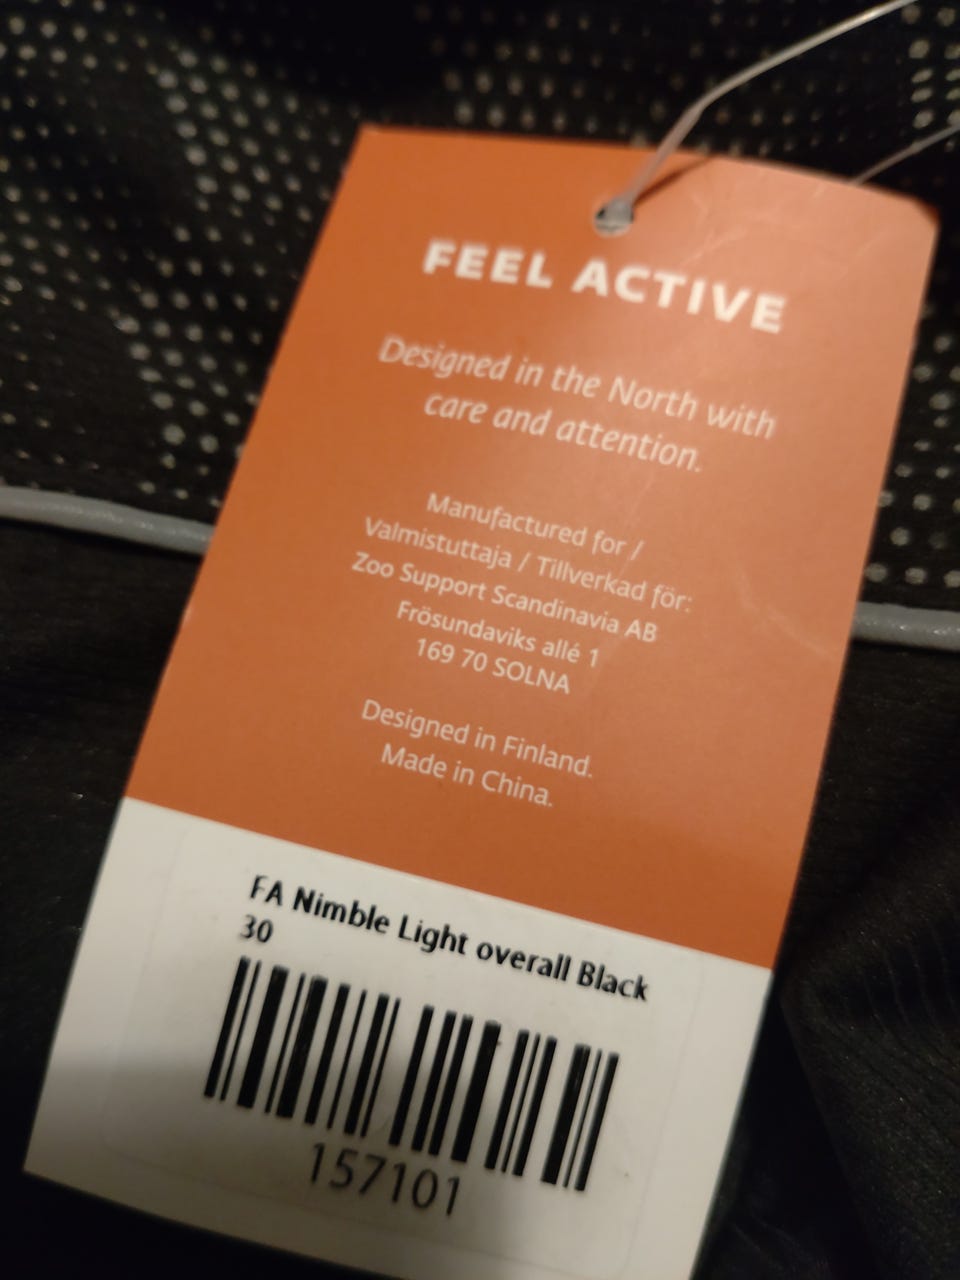 FEEL ACTIVE
Designed in the North with
care and attention.
Manufactured for /
Valmistuttaja / Tillverkad för:
Zoo Support Scandinavia AB
Frösundaviks allé 1
169 70 SOLNA
Designed in Finland.
Made in China.
FA Nimble Light overall Black
30
157101